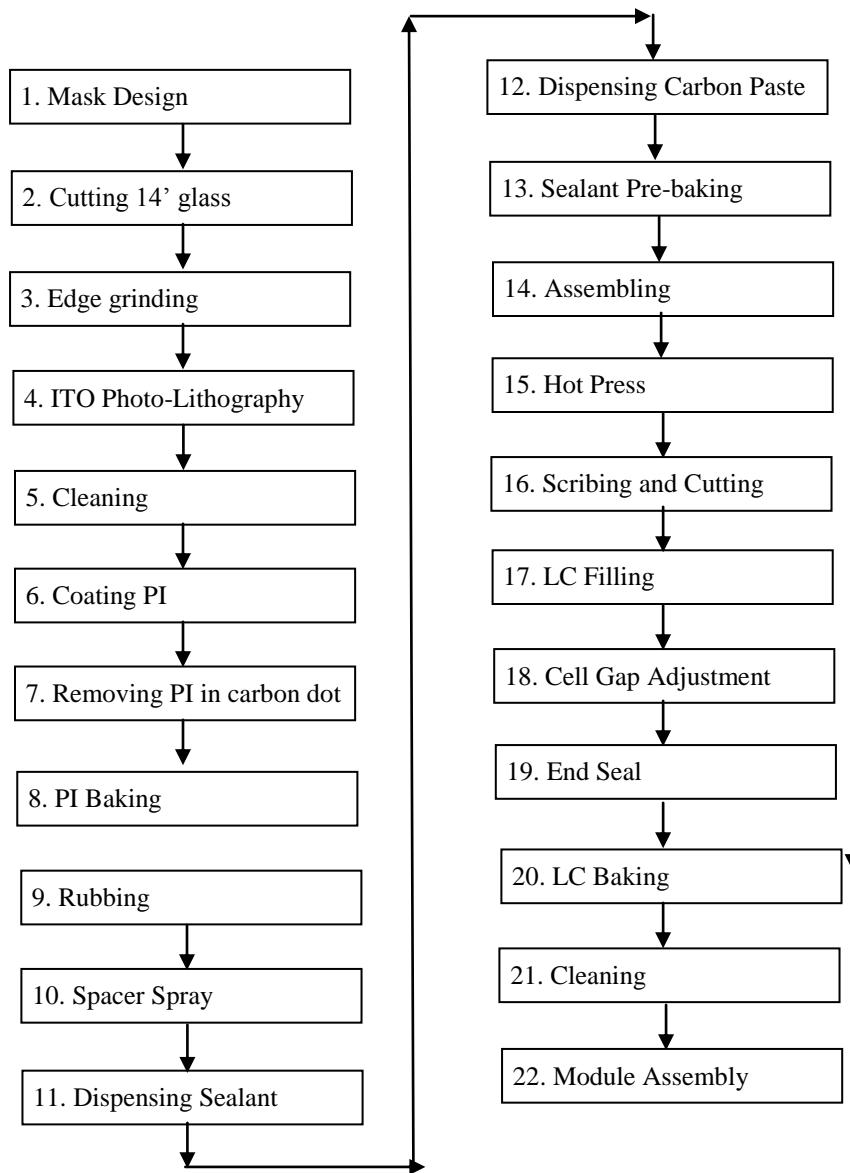 1. Mask Design
2. Cutting 14’ glass
3. Edge grinding
4. ITO Photo-Lithography
5. Cleaning
6. Coating PI
7. Removing PI in carbon dot
8. PI Baking
9. Rubbing
10. Spacer Spray
11. Dispensing Sealant
12. Dispensing Carbon Paste
13. Sealant Pre-baking
14. Assembling
15. Hot Press
16. Scribing and Cutting
17. LC Filling
18. Cell Gap Adjustment
19. End Seal
20. LC Baking
21. Cleaning
22. Module Assembly